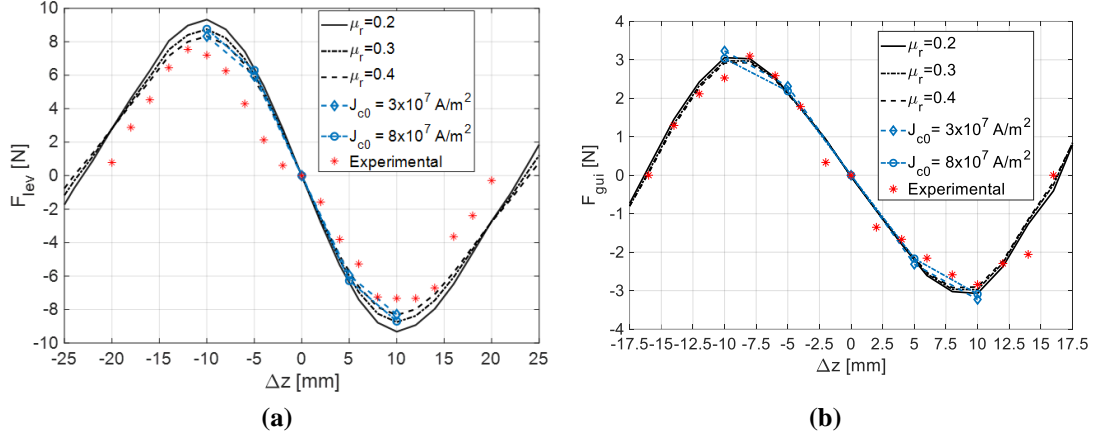 10
8
6
4
2
0
-2
-4
-6
-8
-10
F_lev [N]
μ_r=0.2
μ_r=0.3
μ_r=0.4
J_c0 = 3x10^7 A/m^2
J_c0 = 8x10^7 A/m^2
Experimental
-25 -20 -15 -10 -5 0 5 10 15 20 25
Δz [mm]
(a)
4
3
2
1
0
-1
-2
-3
-4
F_gui [N]
μ_r=0.2
μ_r=0.3
μ_r=0.4
J_c0= 3x10^7 A/m^2
J_c0= 8x10^7 A/m^2
Experimental
-17.5 -15 -12.5 -10 -7.5 -5 -2.5 0 2.5 5 7.5 10 12.5 15 17.5
Δz [mm]
(b)